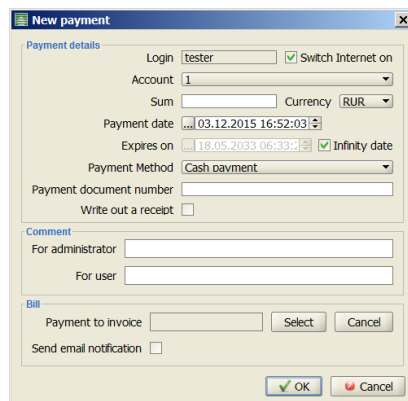 New payment
Payment details
Login tester Switch Internet on
Account 1
Sum Currency RUR
Payment date ... 03.12.2015 16:52:03
Expires on ... 18.05.2033 06:33:2 Infinity date
Payment Method Cash payment
Payment document number
Write out a receipt
Comment
For administrator
For user
Bill
Payment to invoice Select Cancel
Send email notification
OK Cancel